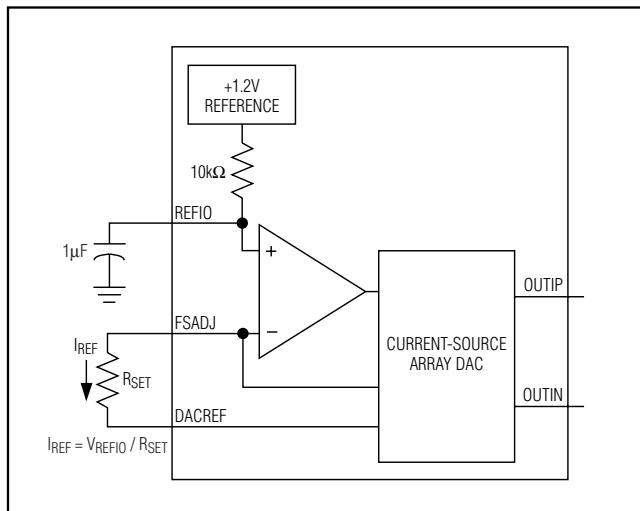 +1.2V
REFERENCE
10kΩ
REFIO
1µF
+
FSADJ
−
IREF
RSET
DACREF
IREF = VREFIO / RSET
CURRENT-SOURCE
ARRAY DAC
OUTIP
OUTIN